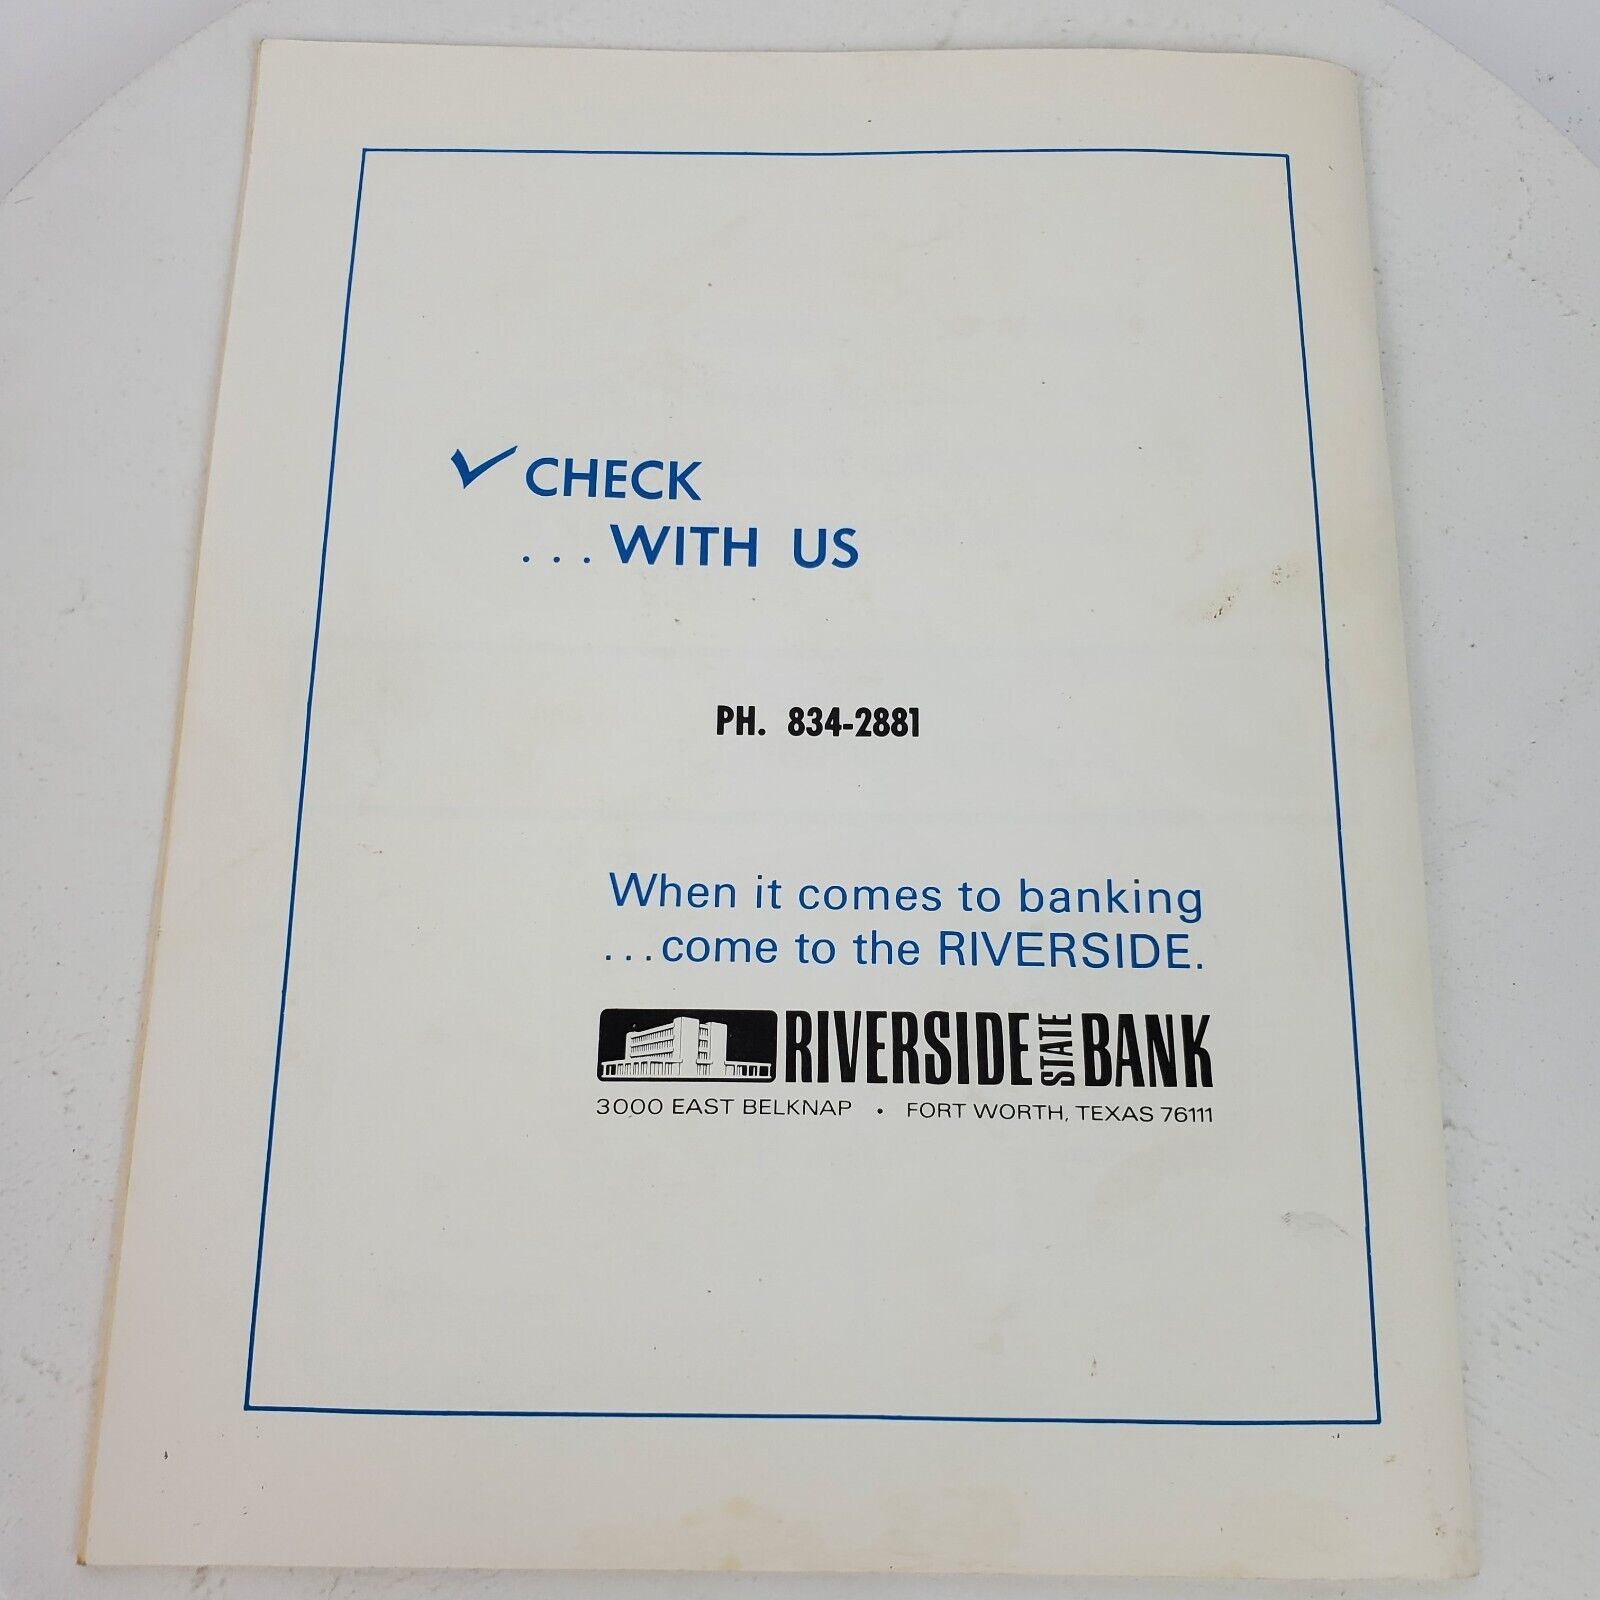 ✓ CHECK
...WITH US
PH. 834-2881
When it comes to banking
...come to the RIVERSIDE.
RIVERSIDE STATE BANK
3000 EAST BELKNAP • FORT WORTH, TEXAS 76111